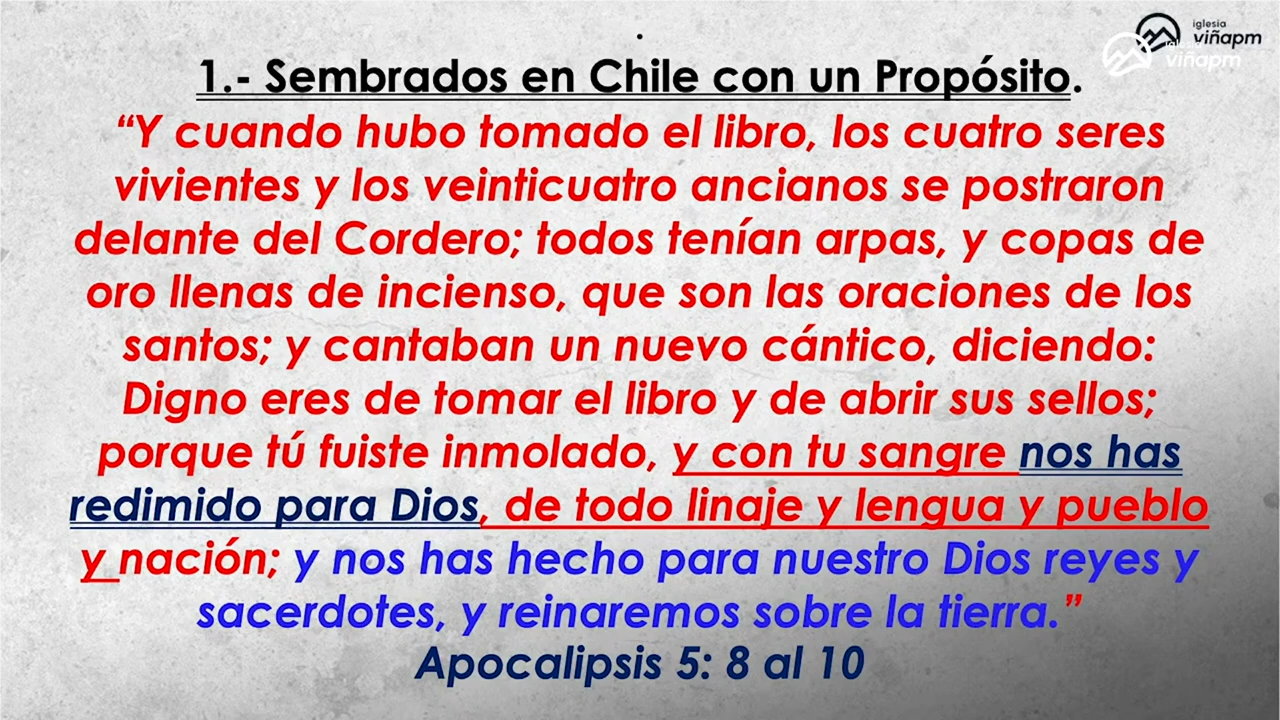 iglesia
viñapm
iglesia
viñapm
.
1.- Sembrados en Chile con un Propósito.
“Y cuando hubo tomado el libro, los cuatro seres
vivientes y los veinticuatro ancianos se postraron
delante del Cordero; todos tenían arpas, y copas de
oro llenas de incienso, que son las oraciones de los
santos; y cantaban un nuevo cántico, diciendo:
Digno eres de tomar el libro y de abrir sus sellos;
porque tú fuiste inmolado, y con tu sangre nos has
redimido para Dios, de todo linaje y lengua y pueblo
y nación; y nos has hecho para nuestro Dios reyes y
sacerdotes, y reinaremos sobre la tierra.”
Apocalipsis 5: 8 al 10